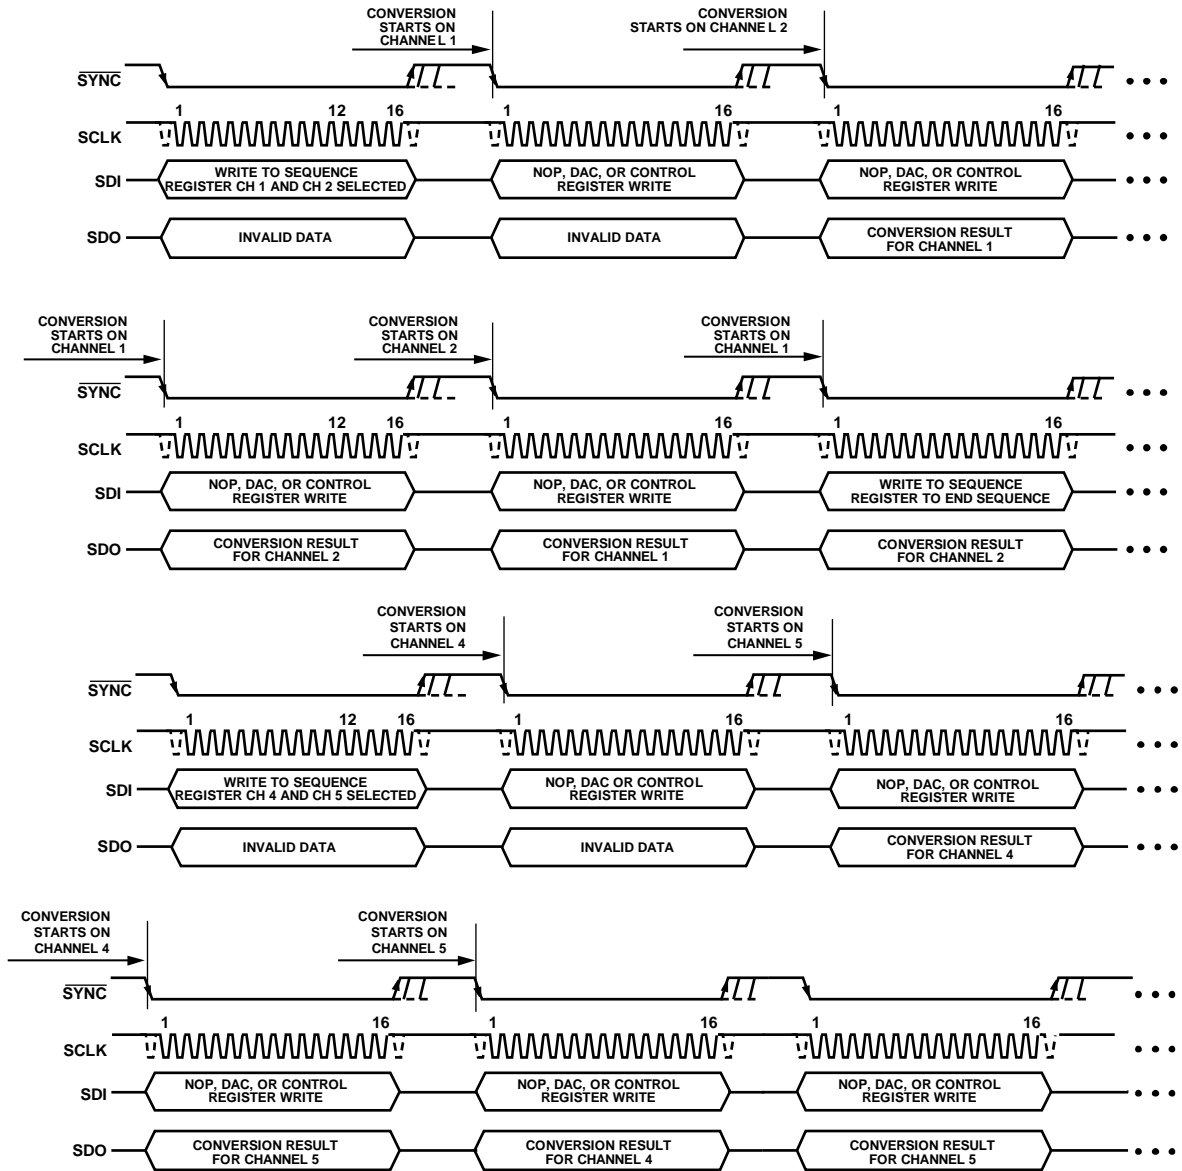 CONVERSION
STARTS ON
CHANNEL 1
CONVERSION
STARTS ON CHANNEL 2
SYNC
1 12 16 1 16 1 16
SCLK
SDI
WRITE TO SEQUENCE
REGISTER CH 1 AND CH 2 SELECTED
NOP, DAC, OR CONTROL
REGISTER WRITE
NOP, DAC, OR CONTROL
REGISTER WRITE
SDO
INVALID DATA
INVALID DATA
CONVERSION RESULT
FOR CHANNEL 1
CONVERSION
STARTS ON
CHANNEL 1
CONVERSION
STARTS ON
CHANNEL 2
CONVERSION
STARTS ON
CHANNEL 1
SYNC
1 12 16 1 16 1 16
SCLK
SDI
NOP, DAC, OR CONTROL
REGISTER WRITE
NOP, DAC, OR CONTROL
REGISTER WRITE
WRITE TO SEQUENCE
REGISTER TO END SEQUENCE
SDO
CONVERSION RESULT
FOR CHANNEL 2
CONVERSION RESULT
FOR CHANNEL 1
CONVERSION RESULT
FOR CHANNEL 2
CONVERSION
STARTS ON
CHANNEL 4
CONVERSION
STARTS ON
CHANNEL 5
SYNC
1 12 16 1 16 1 16
SCLK
SDI
WRITE TO SEQUENCE
REGISTER CH 4 AND CH 5 SELECTED
NOP, DAC OR CONTROL
REGISTER WRITE
NOP, DAC, OR CONTROL
REGISTER WRITE
SDO
INVALID DATA
INVALID DATA
CONVERSION RESULT
FOR CHANNEL 4
CONVERSION
STARTS ON
CHANNEL 4
CONVERSION
STARTS ON
CHANNEL 5
SYNC
1 16 1 16 1 16
SCLK
SDI
NOP, DAC, OR CONTROL
REGISTER WRITE
NOP, DAC, OR CONTROL
REGISTER WRITE
NOP, DAC, OR CONTROL
REGISTER WRITE
SDO
CONVERSION RESULT
FOR CHANNEL 5
CONVERSION RESULT
FOR CHANNEL 4
CONVERSION RESULT
FOR CHANNEL 5